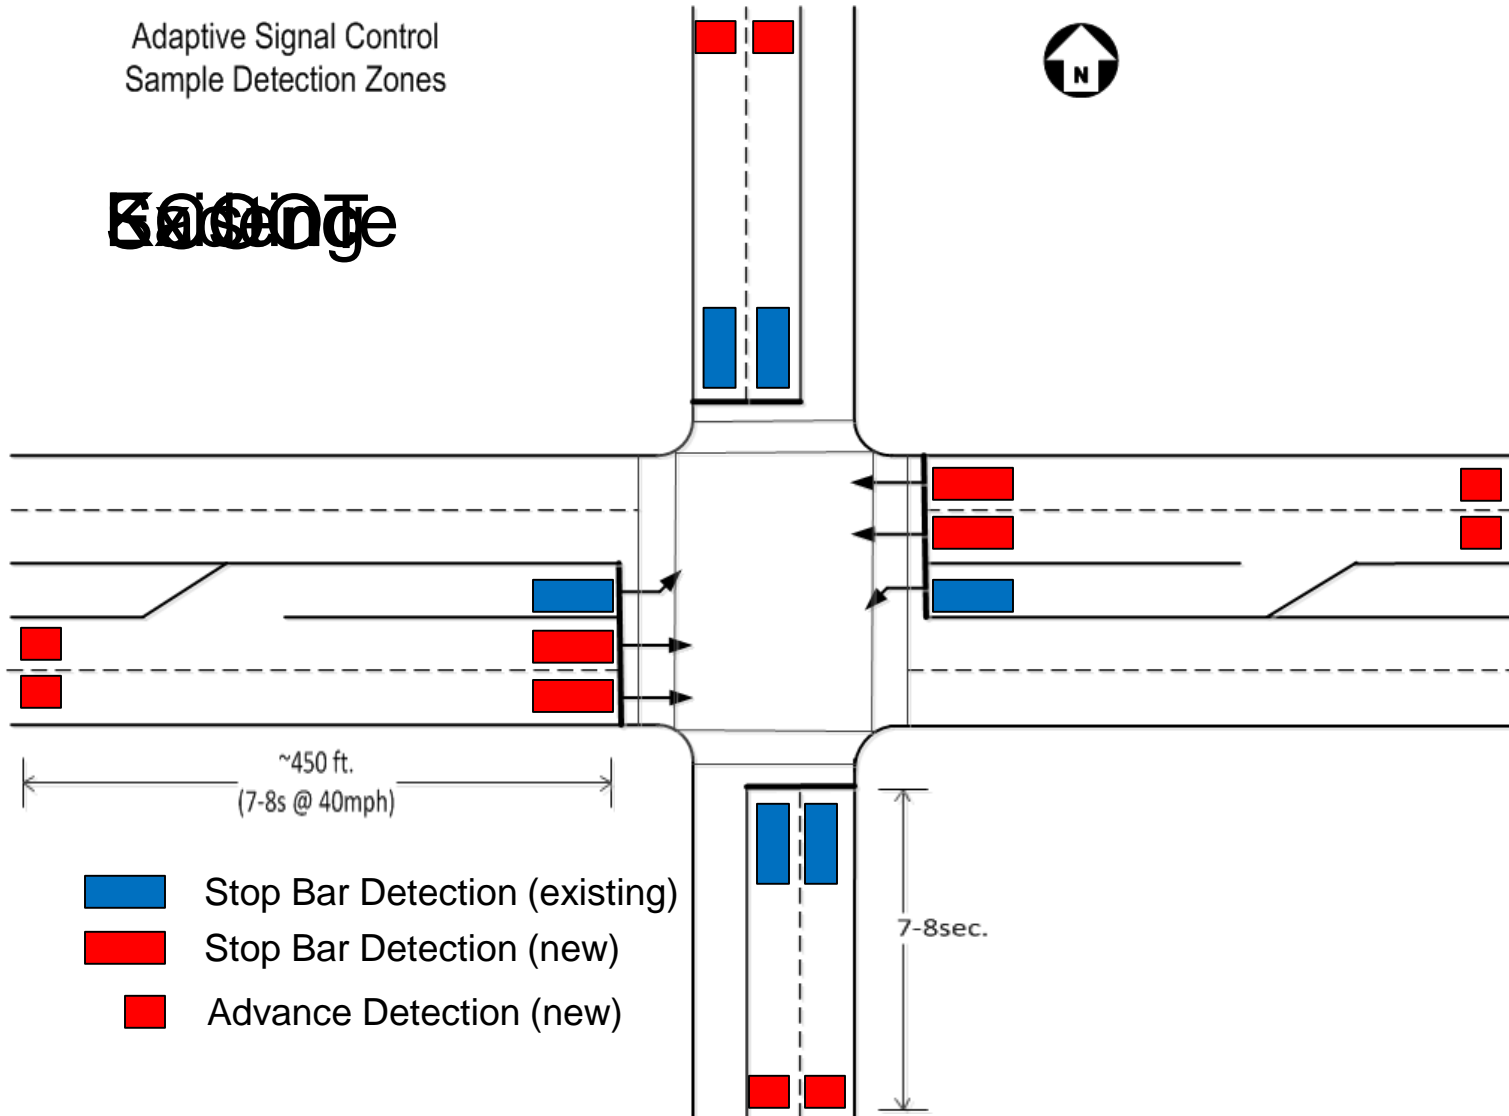 Adaptive Signal Control
Sample Detection Zones
N
~450 ft.
(7-8s @ 40mph)
7-8sec.
Stop Bar Detection (existing)
Stop Bar Detection (new)
Advance Detection (new)